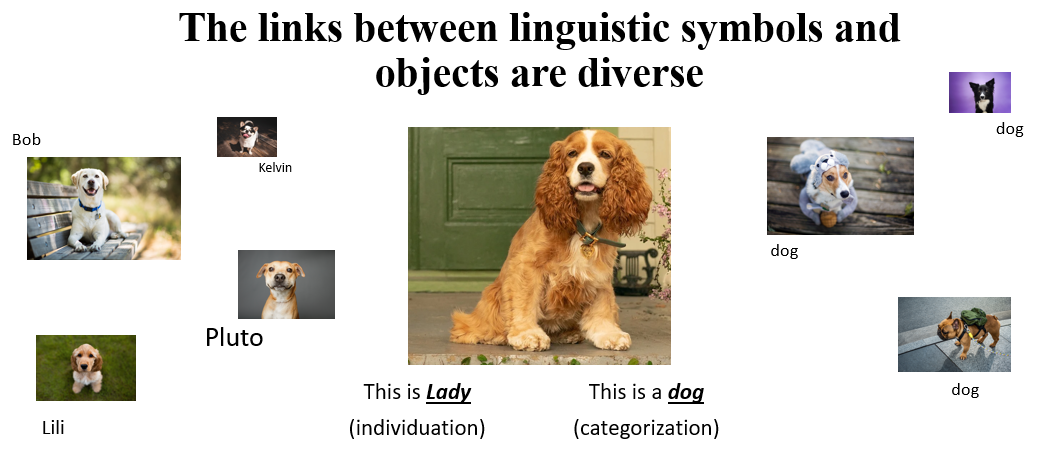 The links between linguistic symbols and
objects are diverse
dog
Bob
Kelvin
dog
Pluto
This is Lady
This is a dog
dog
Lili
(individuation)
(categorization)